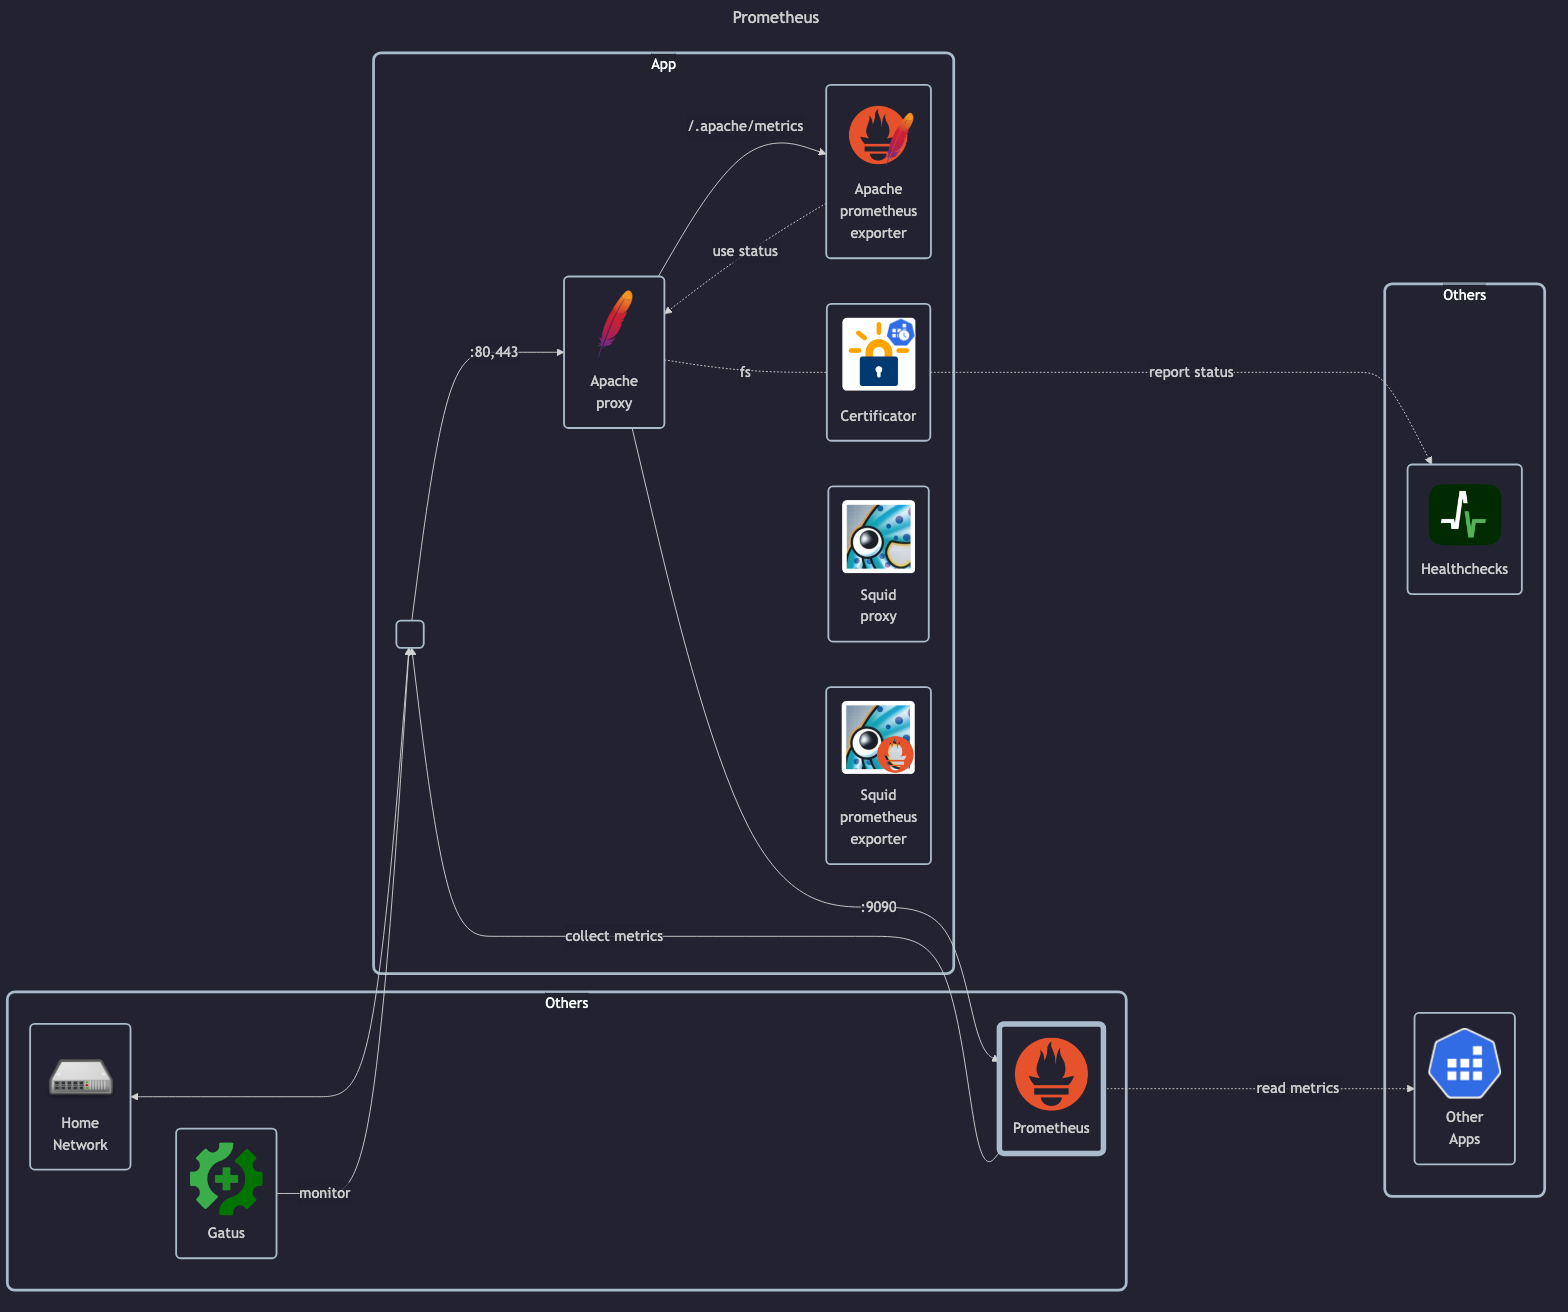 Prometheus
App
/.apache/metrics
Apache
prometheus
exporter
use status
Others
:80,443
Apache
proxy
fs
Certificator
report status
Healthchecks
Squid
proxy
Squid
prometheus
exporter
:9090
collect metrics
Others
Home
Network
Prometheus
read metrics
Other
Apps
monitor
Gatus